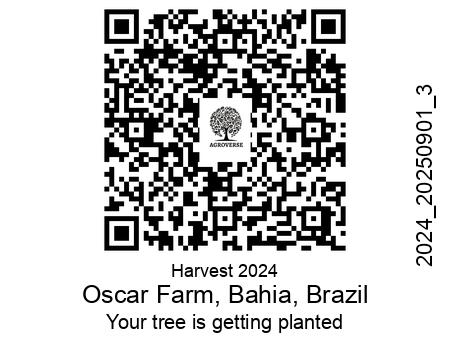 AGROVERSE
Harvest 2024
Oscar Farm, Bahia, Brazil
Your tree is getting planted
2024_20250901_3